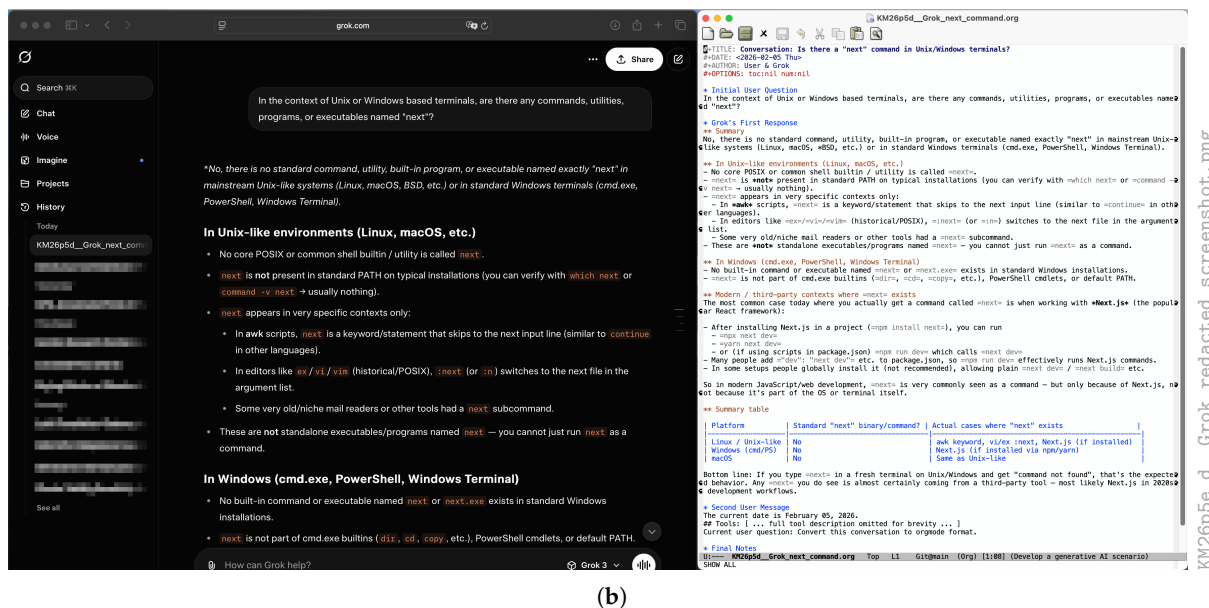 grok.com
Share
Search ⌘K
Chat
Voice
Imagine
Projects
History
Today
KM26p5d__Grok_next_comm
See all
In the context of Unix or Windows based terminals, are there any commands, utilities,
programs, or executables named "next"?
*No, there is no standard command, utility, built-in program, or executable named exactly "next" in
mainstream Unix-like systems (Linux, macOS, BSD, etc.) or in standard Windows terminals (cmd.exe,
PowerShell, Windows Terminal).
In Unix-like environments (Linux, macOS, etc.)
• No core POSIX or common shell builtin / utility is called next.
• next is not present in standard PATH on typical installations (you can verify with which next or
command -v next → usually nothing).
• next appears in very specific contexts only:
• In awk scripts, next is a keyword/statement that skips to the next input line (similar to continue
in other languages).
• In editors like ex/vi/vim (historical/POSIX), :next (or :n) switches to the next file in the
argument list.
• Some very old/niche mail readers or other tools had a next subcommand.
• These are not standalone executables/programs named next — you cannot just run next as a
command.
In Windows (cmd.exe, PowerShell, Windows Terminal)
• No built-in command or executable named next or next.exe exists in standard Windows
installations.
• next is not part of cmd.exe builtins (dir, cd, copy, etc.), PowerShell cmdlets, or default PATH.
How can Grok help?
Grok 3
KM26p5d__Grok_next_command.org
#+TITLE: Conversation: Is there a "next" command in Unix/Windows terminals?
#+DATE: <2026-02-05 Thu>
#+AUTHOR: User & Grok
#+OPTIONS: toc:nil num:nil
* Initial User Question
In the context of Unix or Windows based terminals, are there any commands, utilities, programs, or executables name
d "next"?
* Grok's First Response
** Summary
No, there is no standard command, utility, built-in program, or executable named exactly "next" in mainstream Unix-
like systems (Linux, macOS, *BSD, etc.) or in standard Windows terminals (cmd.exe, PowerShell, Windows Terminal).
** In Unix-like environments (Linux, macOS, etc.)
- No core POSIX or common shell builtin / utility is called =next=.
- =next= is *not* present in standard PATH on typical installations (you can verify with =which next= or =command -
v next= → usually nothing).
- =next= appears in very specific contexts only:
- In *awk* scripts, =next= is a keyword/statement that skips to the next input line (similar to =continue= in oth
er languages).
- In editors like =ex=/=vi=/=vim= (historical/POSIX), =:next= (or =:n=) switches to the next file in the argument
list.
- Some very old/niche mail readers or other tools had a =next= subcommand.
- These are *not* standalone executables/programs named =next= — you cannot just run =next= as a command.
** In Windows (cmd.exe, PowerShell, Windows Terminal)
- No built-in command or executable named =next= or =next.exe= exists in standard Windows installations.
- =next= is not part of cmd.exe builtins (=dir=, =cd=, =copy=, etc.), PowerShell cmdlets, or default PATH.
** Modern / third-party contexts where =next= exists
The most common case today where you actually get a command called =next= is when working with *Next.js* (the popul
ar React framework):
- After installing Next.js in a project (=npm install next=), you can run
- =npx next dev=
- =yarn next dev=
- or (if using scripts in package.json) =npm run dev= which calls =next dev=
- Many people add ="dev": "next dev"= etc. to package.json, so =npm run dev= effectively runs Next.js commands.
- In some setups people globally install it (not recommended), allowing plain =next dev= / =next build= etc.
So in modern JavaScript/web development, =next= is very commonly seen as a command — but only because of Next.js, n
ot because it's part of the OS or terminal itself.
** Summary table
| Platform | Standard "next" binary/command? | Actual cases where "next" exists |
| Linux / Unix-like | No | awk keyword, vi/ex :next, Next.js (if installed) |
| Windows (cmd/PS) | No | Next.js (if installed via npm/yarn) |
| macOS | No | Same as Unix-like |
Bottom line: If you type =next= in a fresh terminal on Unix/Windows and get "command not found", that's the expecte
d behavior. Any =next= you do see is almost certainly coming from a third-party tool — most likely Next.js in 2020s
development workflows.
* Second User Message
The current date is February 05, 2026.
## Tools: [ ... full tool description omitted for brevity ... ]
Current user question: Convert this conversation to orgmode format.
* Final Notes
U:--- KM26p5d__Grok_next_command.org Top L1 Git@main (Org) [1:08] (Develop a generative AI scenario)
SHOW ALL
KM26p5e_d__Grok_redacted_screenshot.png
(b)